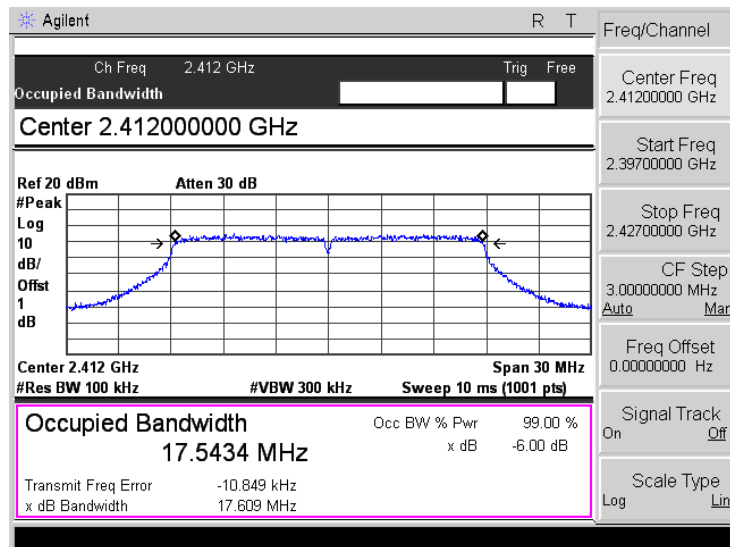 Agilent
R T
Freq/Channel
Ch Freq 2.412 GHz Trig Free
Occupied Bandwidth
Center 2.412000000 GHz
Ref 20 dBm Atten 30 dB
#Peak
Log
10
dB/
Offst
1
dB
Center 2.412 GHz Span 30 MHz
#Res BW 100 kHz #VBW 300 kHz Sweep 10 ms (1001 pts)
Occupied Bandwidth
17.5434 MHz
Occ BW % Pwr 99.00 %
x dB -6.00 dB
Transmit Freq Error -10.849 kHz
x dB Bandwidth 17.609 MHz
Center Freq
2.41200000 GHz
Start Freq
2.39700000 GHz
Stop Freq
2.42700000 GHz
CF Step
3.00000000 MHz
Auto Mar
Freq Offset
0.00000000 Hz
Signal Track
On Off
Scale Type
Log Lin